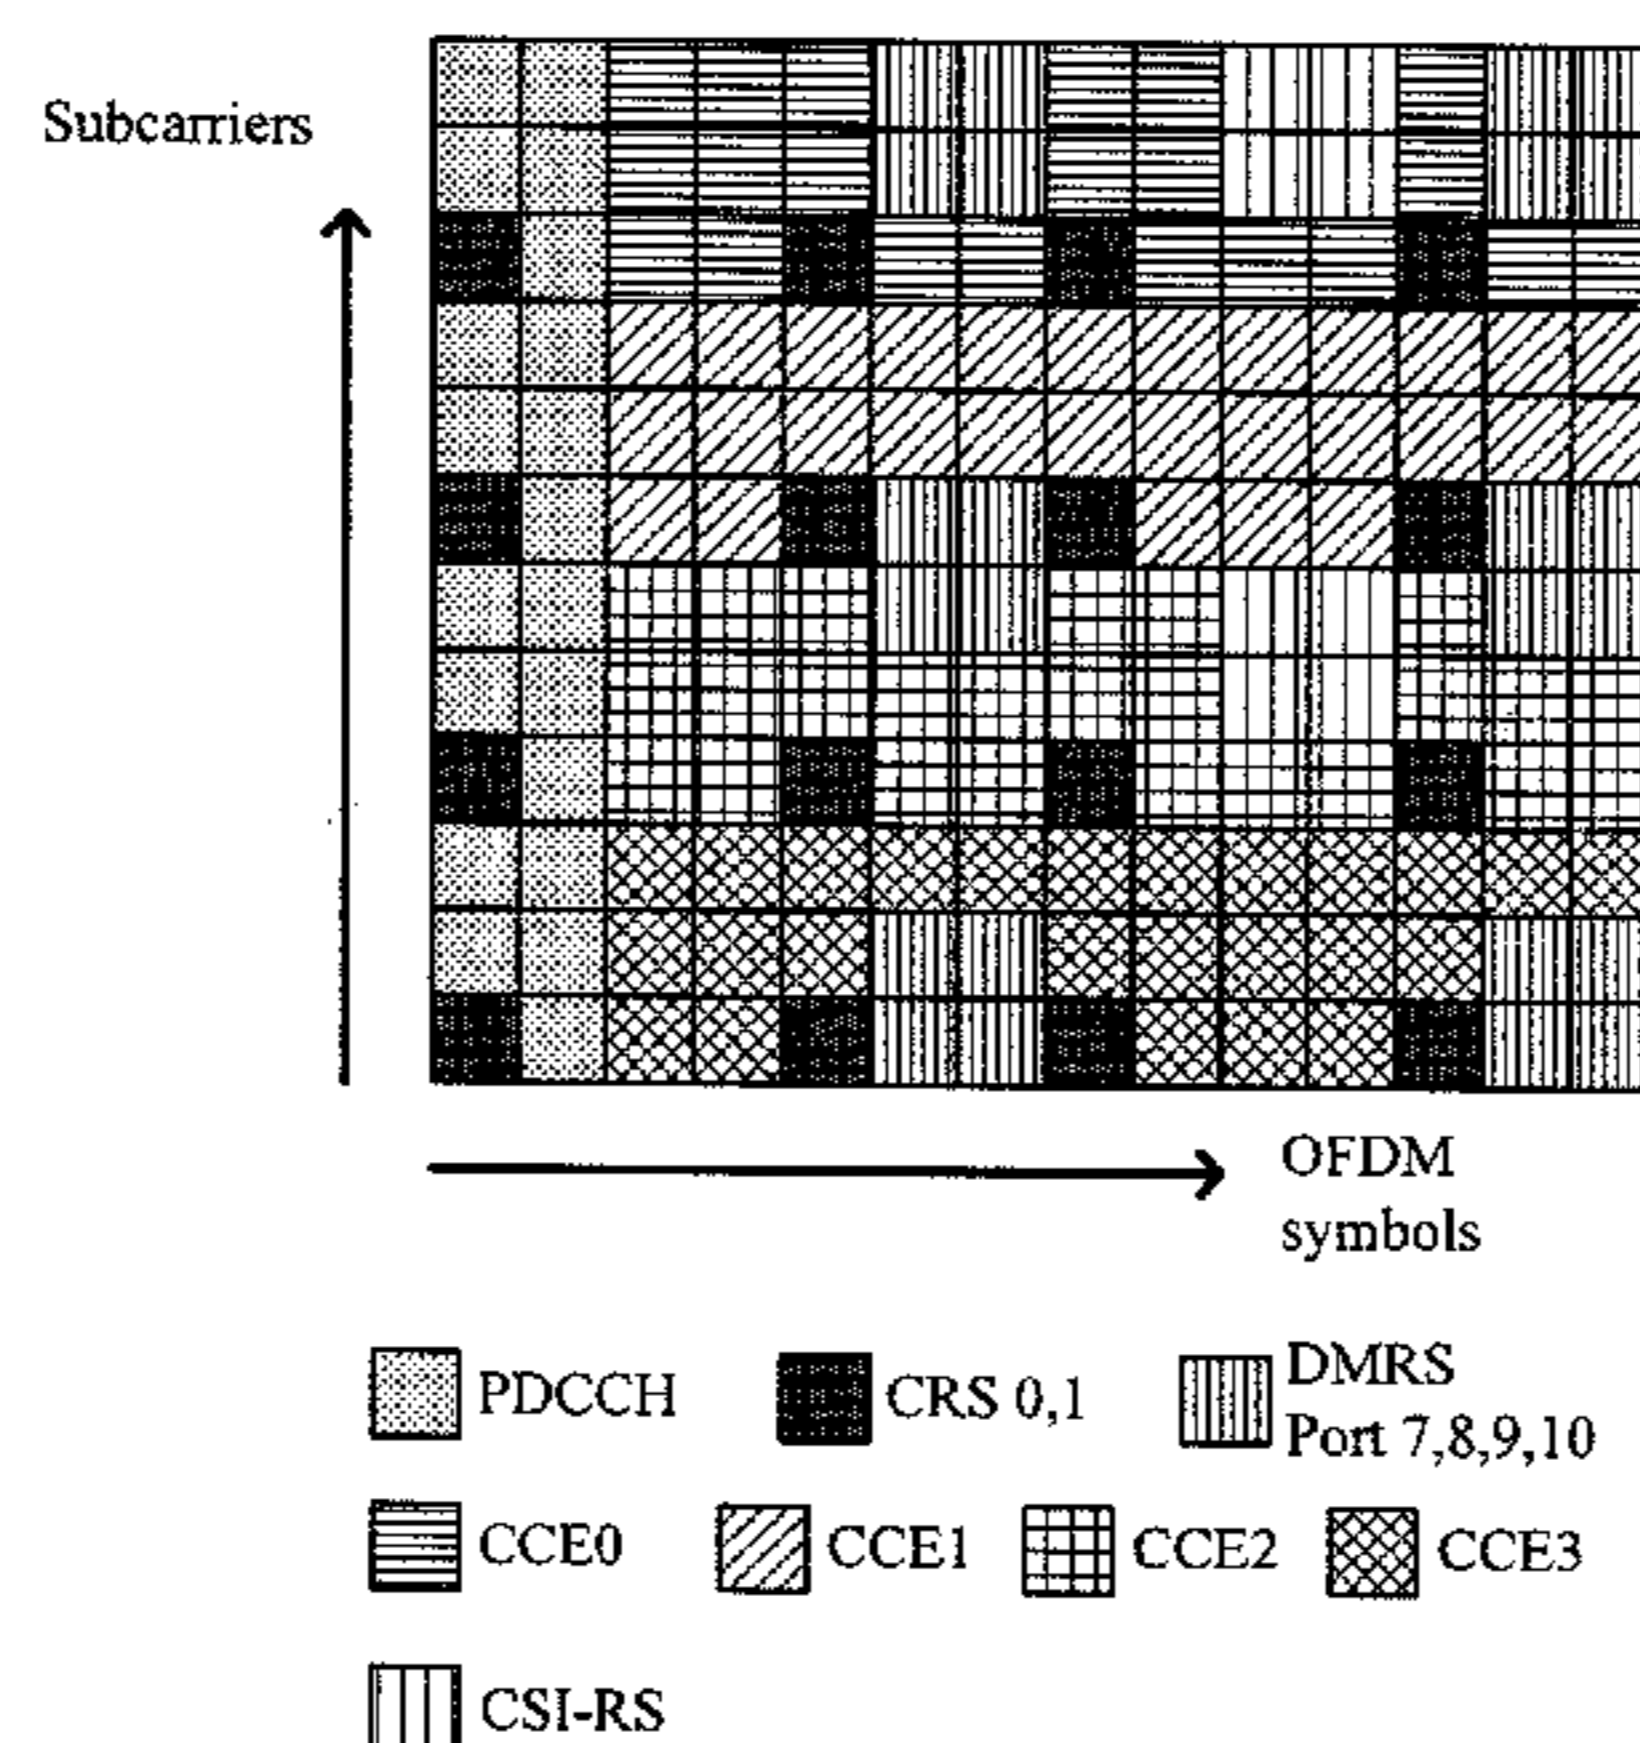 Subcarriers
OFDM
symbols
PDCCH
CRS 0,1
DMRS
Port 7,8,9,10
CCE0
CCE1
CCE2
CCE3
CSI-RS